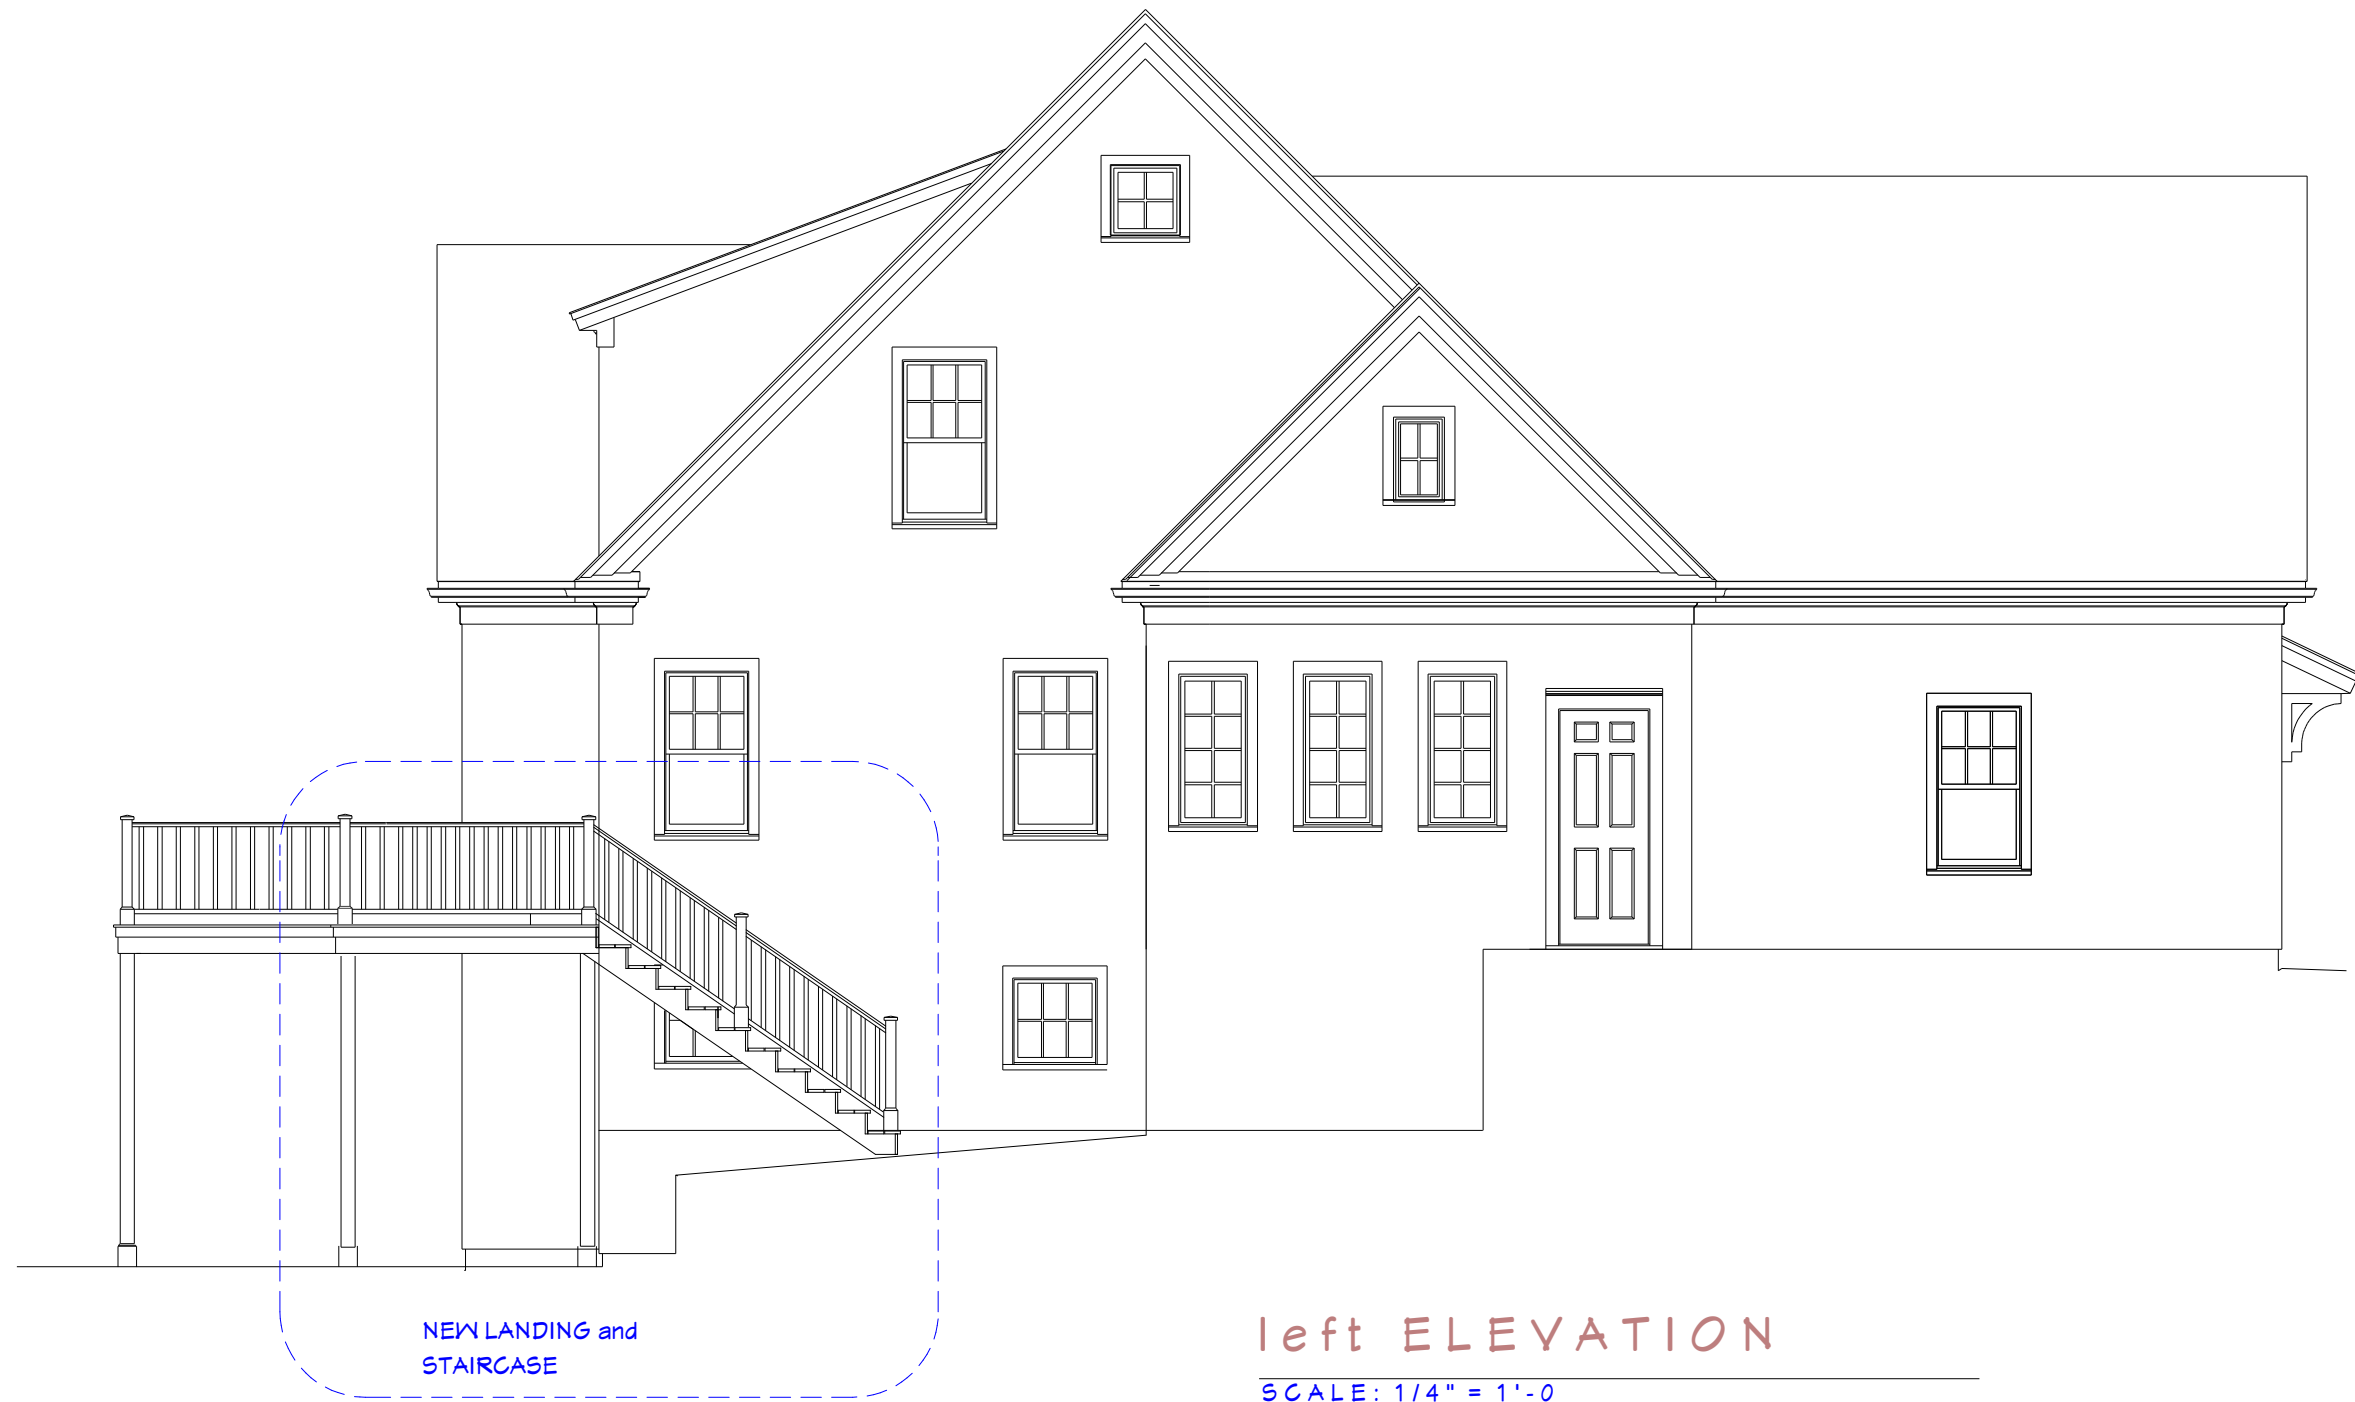 NEW LANDING and
STAIRCASE
left ELEVATION
SCALE: 1/4" = 1'-0